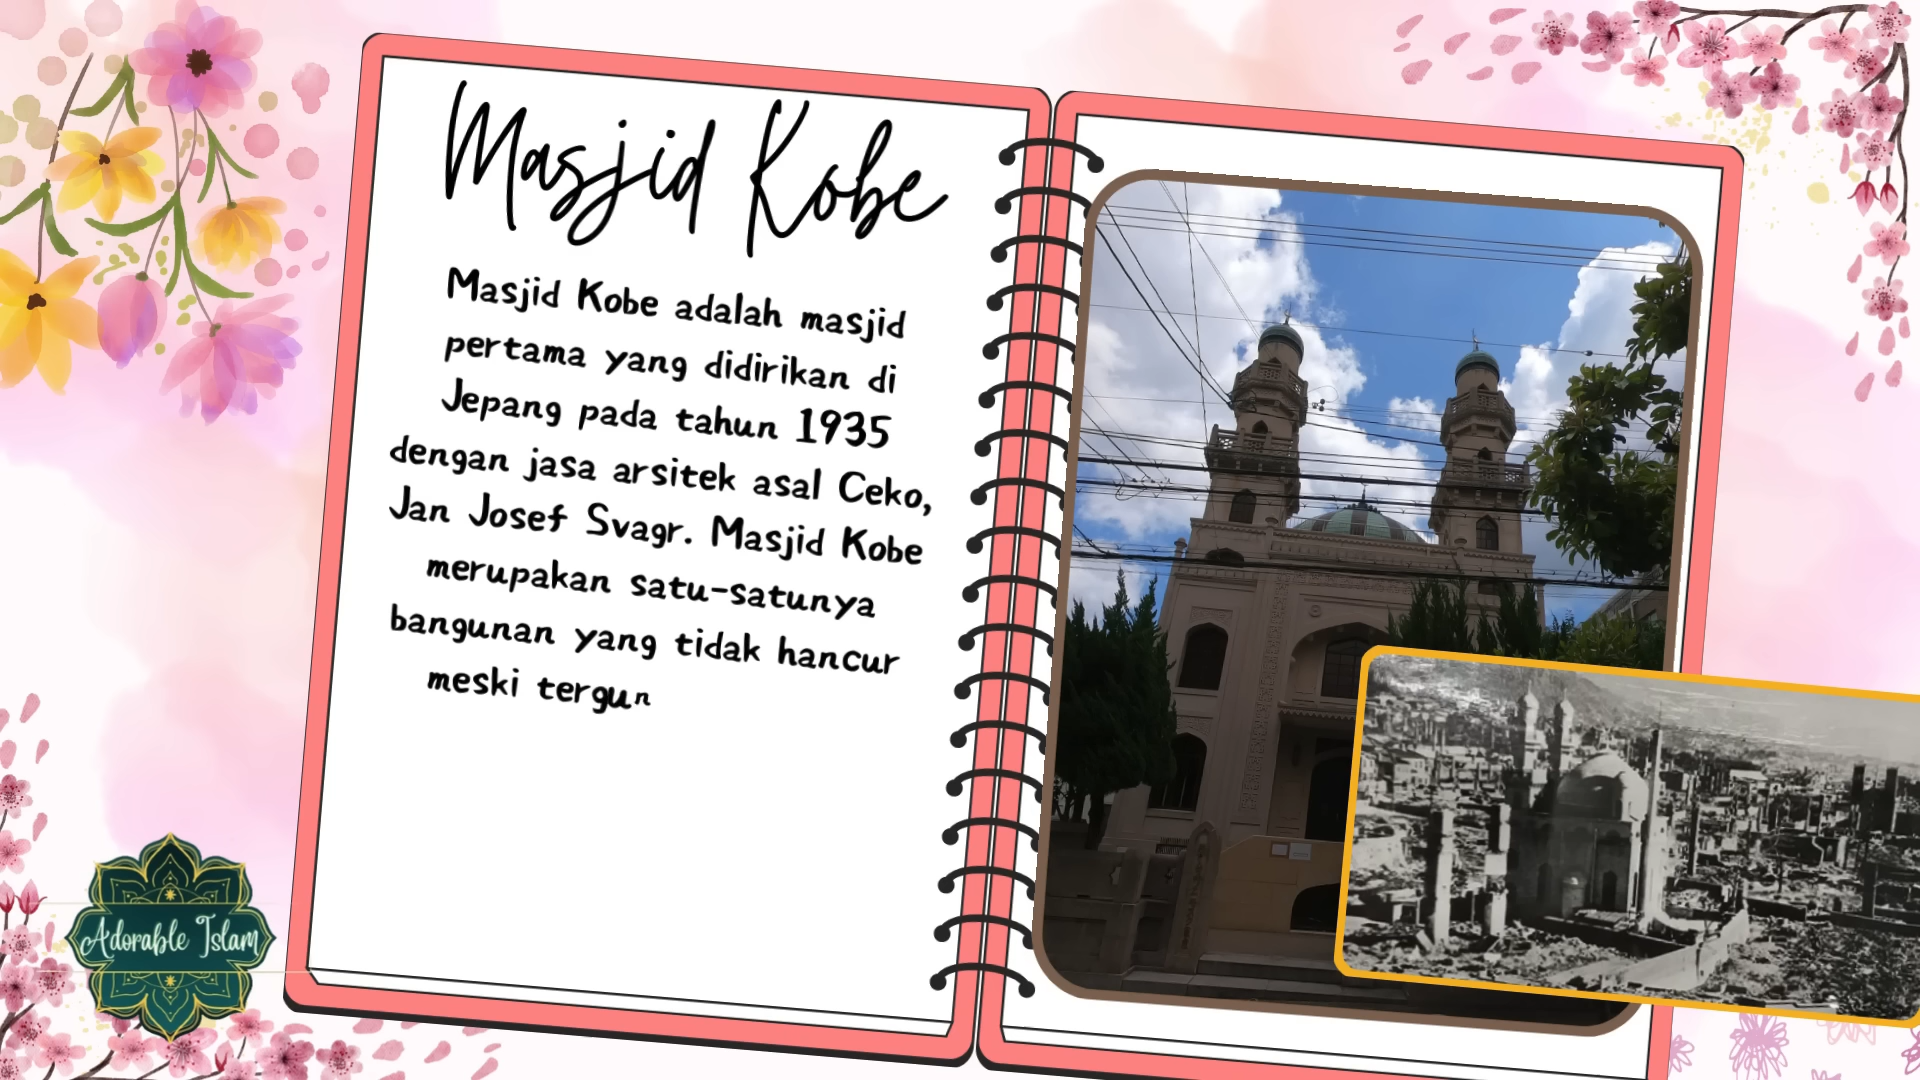 Masjid Kobe
Masjid Kobe adalah masjid
pertama yang didirikan di
Jepang pada tahun 1935
dengan jasa arsitek asal Ceko,
Jan Josef Svagr. Masjid Kobe
merupakan satu-satunya
bangunan yang tidak hancur
meski tergun
Adorable Islam